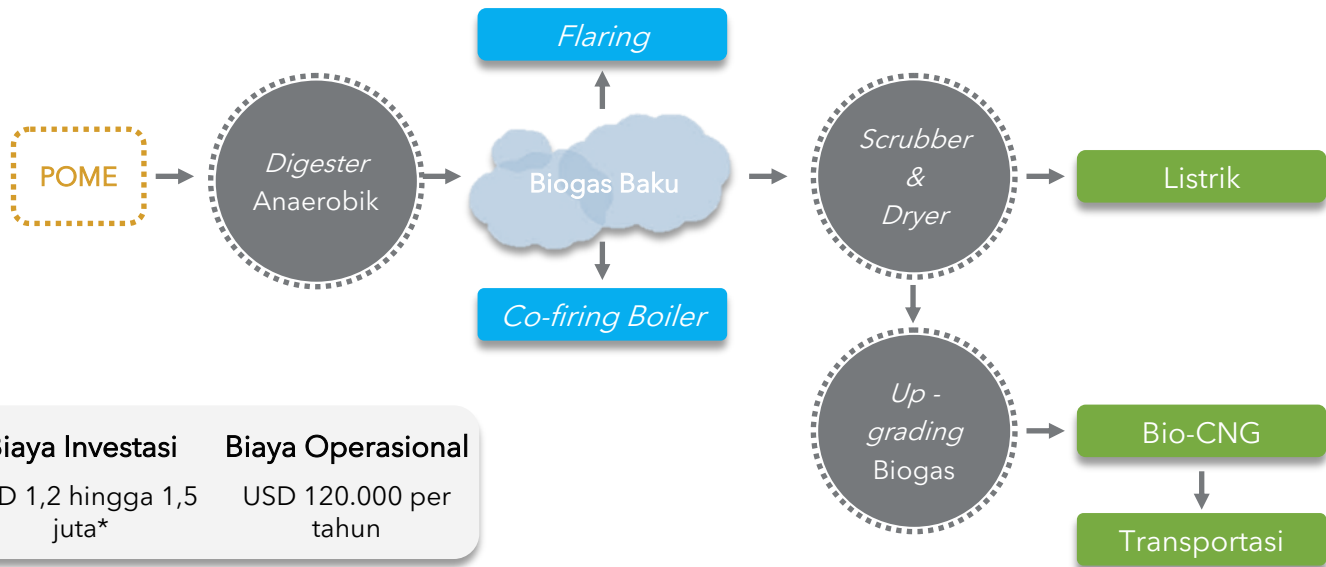 Flaring
POME
Digester
Anaerobik
Biogas Baku
Scrubber
&
Dryer
Listrik
Co-firing Boiler
Up -
grading
Biogas
Bio-CNG
Transportasi
Investasi
1,2 hingga 1,5
juta*
Biaya Operasional
USD 120.000 per
tahun